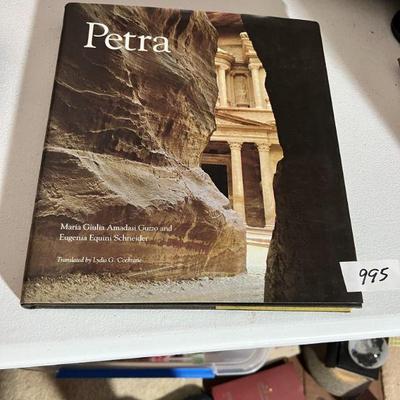 Petra
Maria Giulia Amadasi Guzzo and
Eugenia Equini Schneider
Translated by Lydia G. Cochrane
995